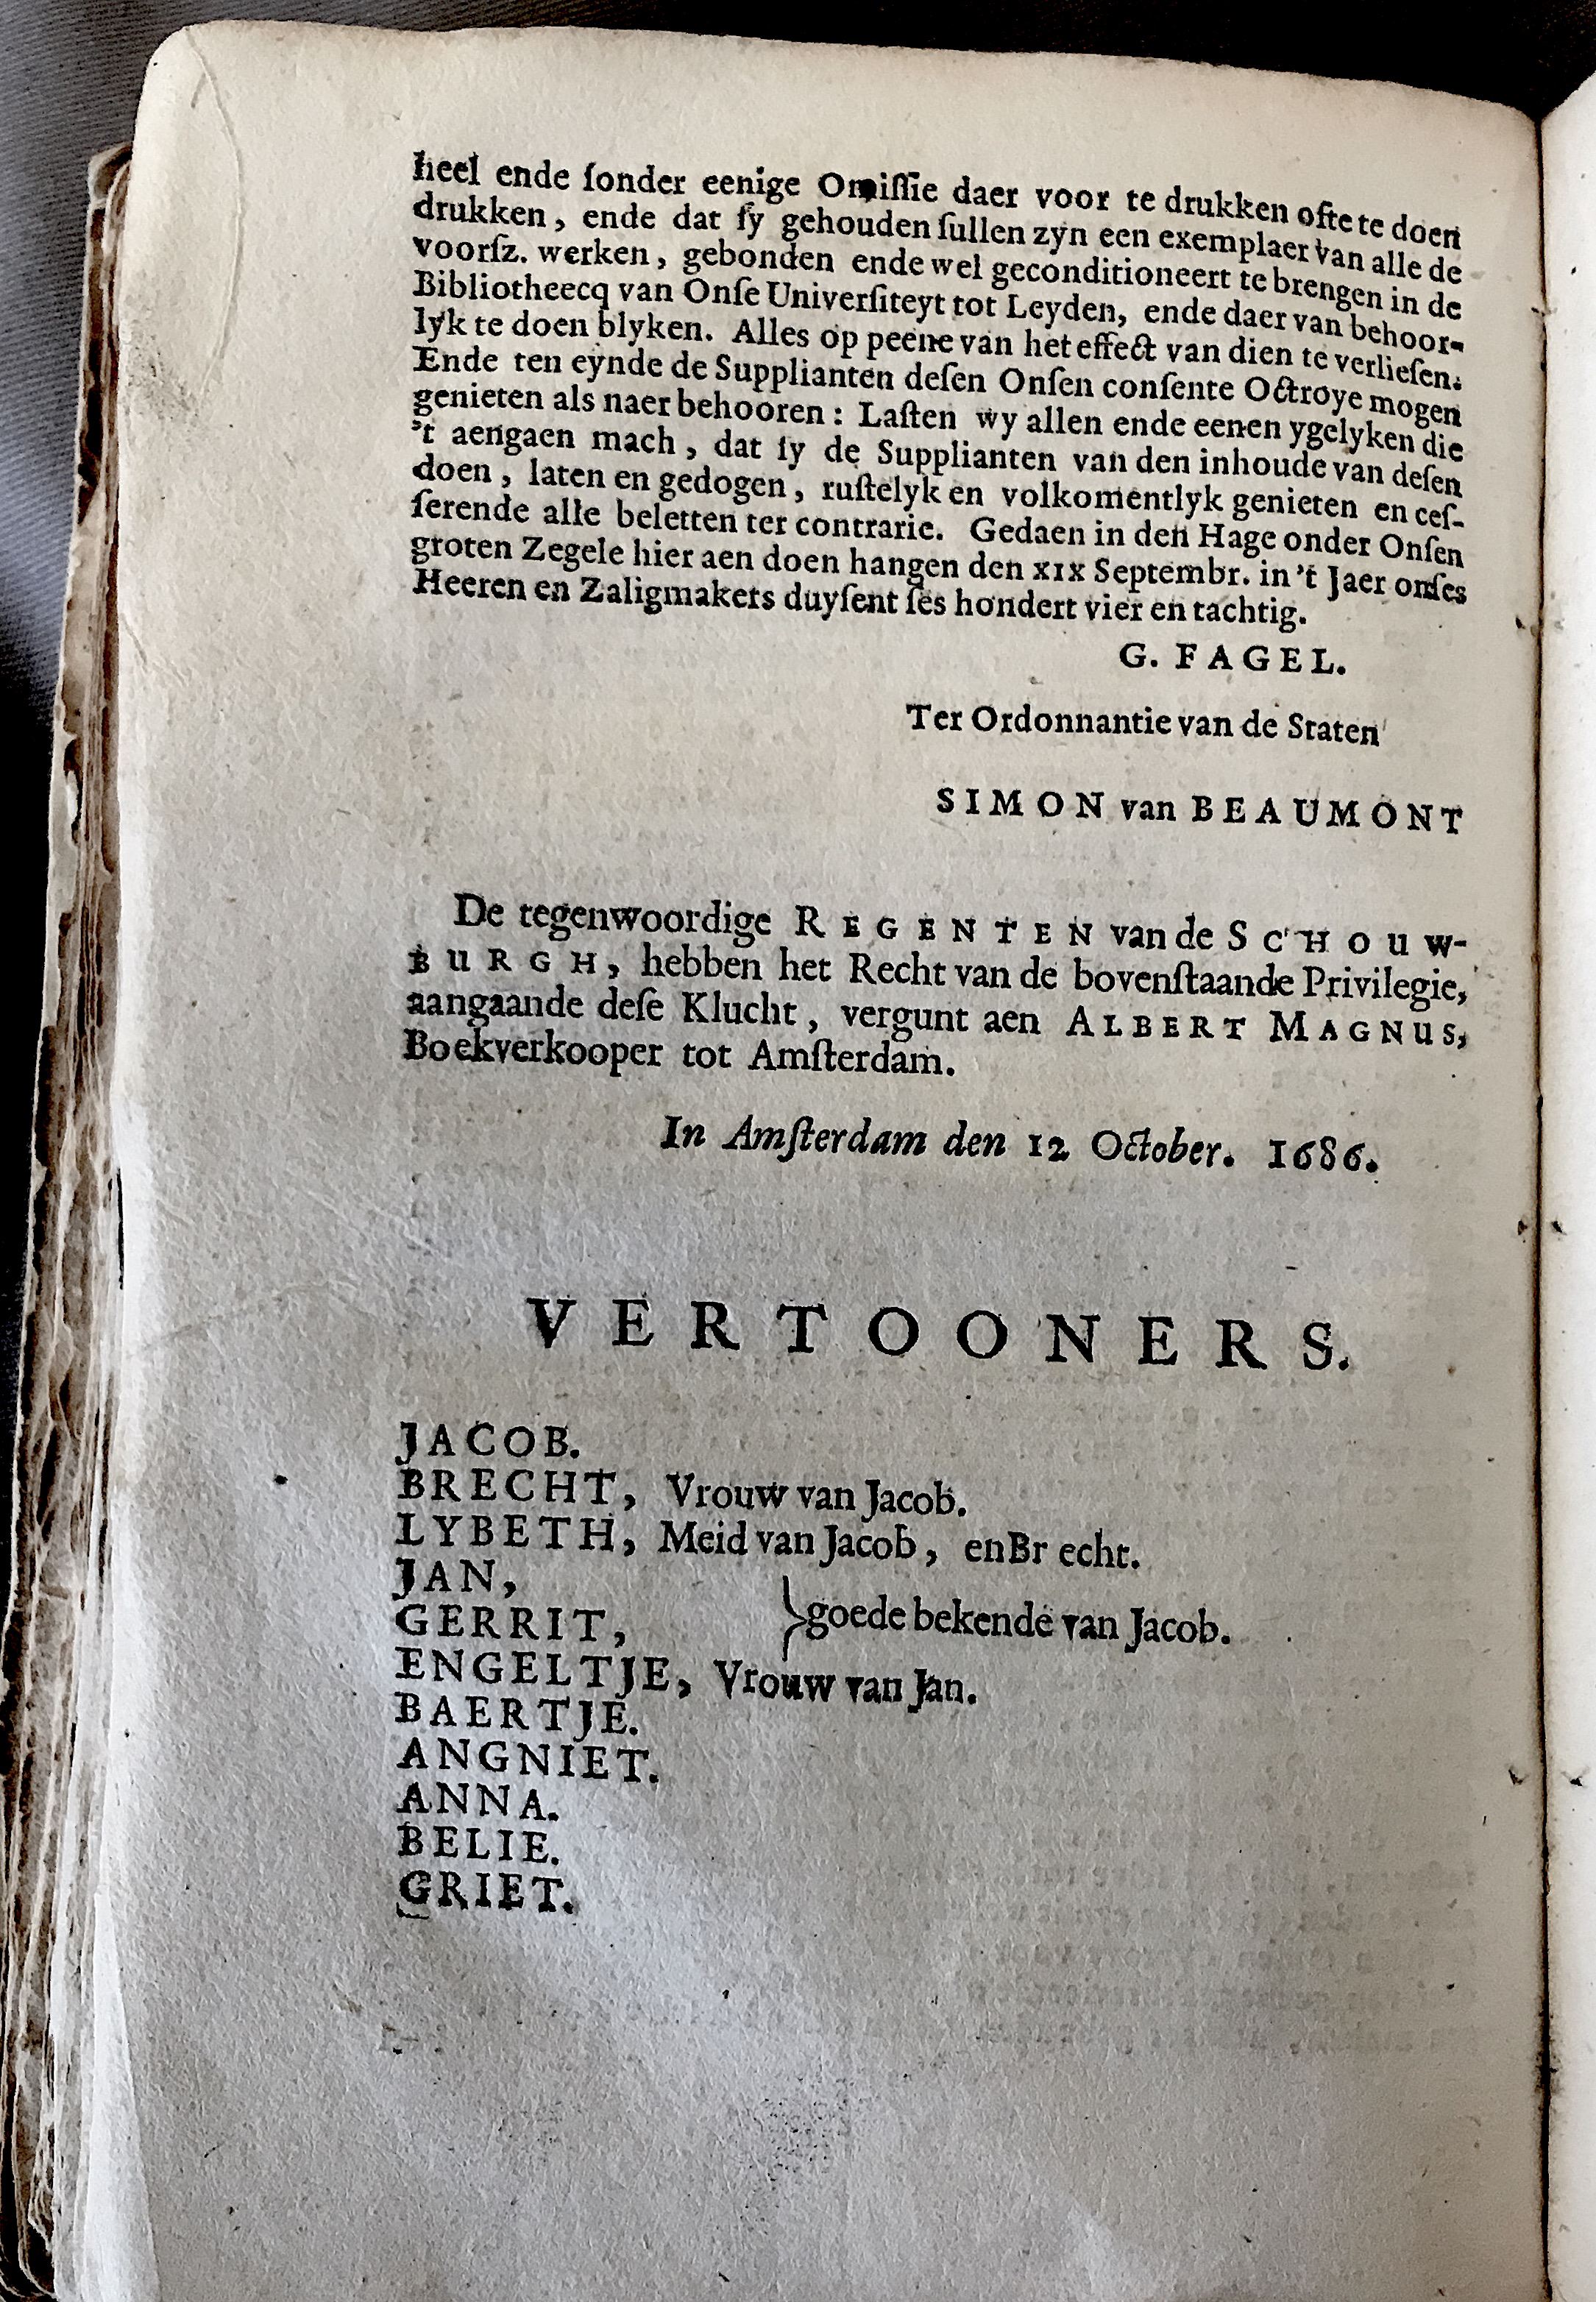 heel ende ſonder eenige Omiſſie daer voor te drukken ofte te doen
drukken, ende dat ſy gehouden ſullen zyn een exemplaer van alle de
voorſz. werken, gebonden ende wel geconditioneert te brengen in de
Bibliotheecq van Onſe Univerſiteyt tot Leyden, ende daer van behoor-
lyk te doen blyken. Alles op peene van het effect van dien te verlieſen.
Ende ten eynde de Supplianten deſen Onſen conſente Octroye mogen
genieten als naer behooren: Laſten wy allen ende eenen ygelyken die
't aengaen mach, dat ſy de Supplianten van den inhoude van deſen
doen, laten en gedogen, ruſtelyk en volkomentlyk genieten en ceſ-
ſerende alle beletten ter contrarie. Gedaen in den Hage onder Onſen
groten Zegele hier aen doen hangen den XIX Septembr. in 't Jaer onſes
Heeren en Zaligmakers duyſent ſes hondert vier en tachtig.
G. FAGEL.
Ter Ordonnantie van de Staten
SIMON van BEAUMONT
De tegenwoordige REGENTEN van de SCHOUW-
BURGH, hebben het Recht van de bovenſtaande Privilegie,
aangaande deſe Klucht, vergunt aen ALBERT MAGNUS,
Boekverkooper tot Amſterdam.
In Amſterdam den 12 October. 1686.
VERTOONERS.
JACOB.
BRECHT, Vrouw van Jacob.
LYBETH, Meid van Jacob, enBr echt.
JAN,
GERRIT, }goede bekende van Jacob.
ENGELTJE, Vrouw van Jan.
BAERTJE.
ANGNIET.
ANNA.
BELIE.
GRIET.